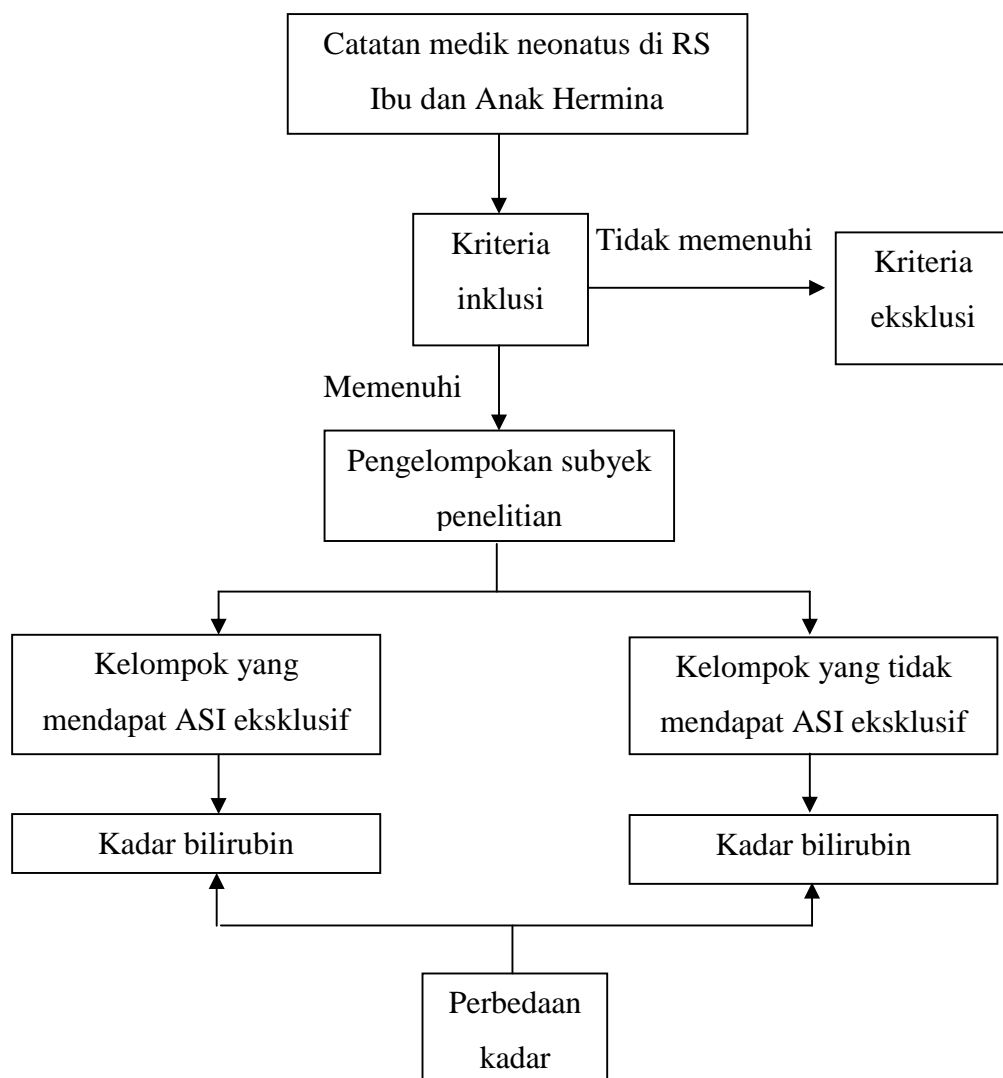 Catatan medik neonatus di RS
Ibu dan Anak Hermina
Kriteria
inklusi
Tidak memenuhi
Kriteria
eksklusi
Memenuhi
Pengelompokan subyek
penelitian
Kelompok yang
mendapat ASI eksklusif
Kelompok yang tidak
mendapat ASI eksklusif
Kadar bilirubin
Kadar bilirubin
Perbedaan
kadar